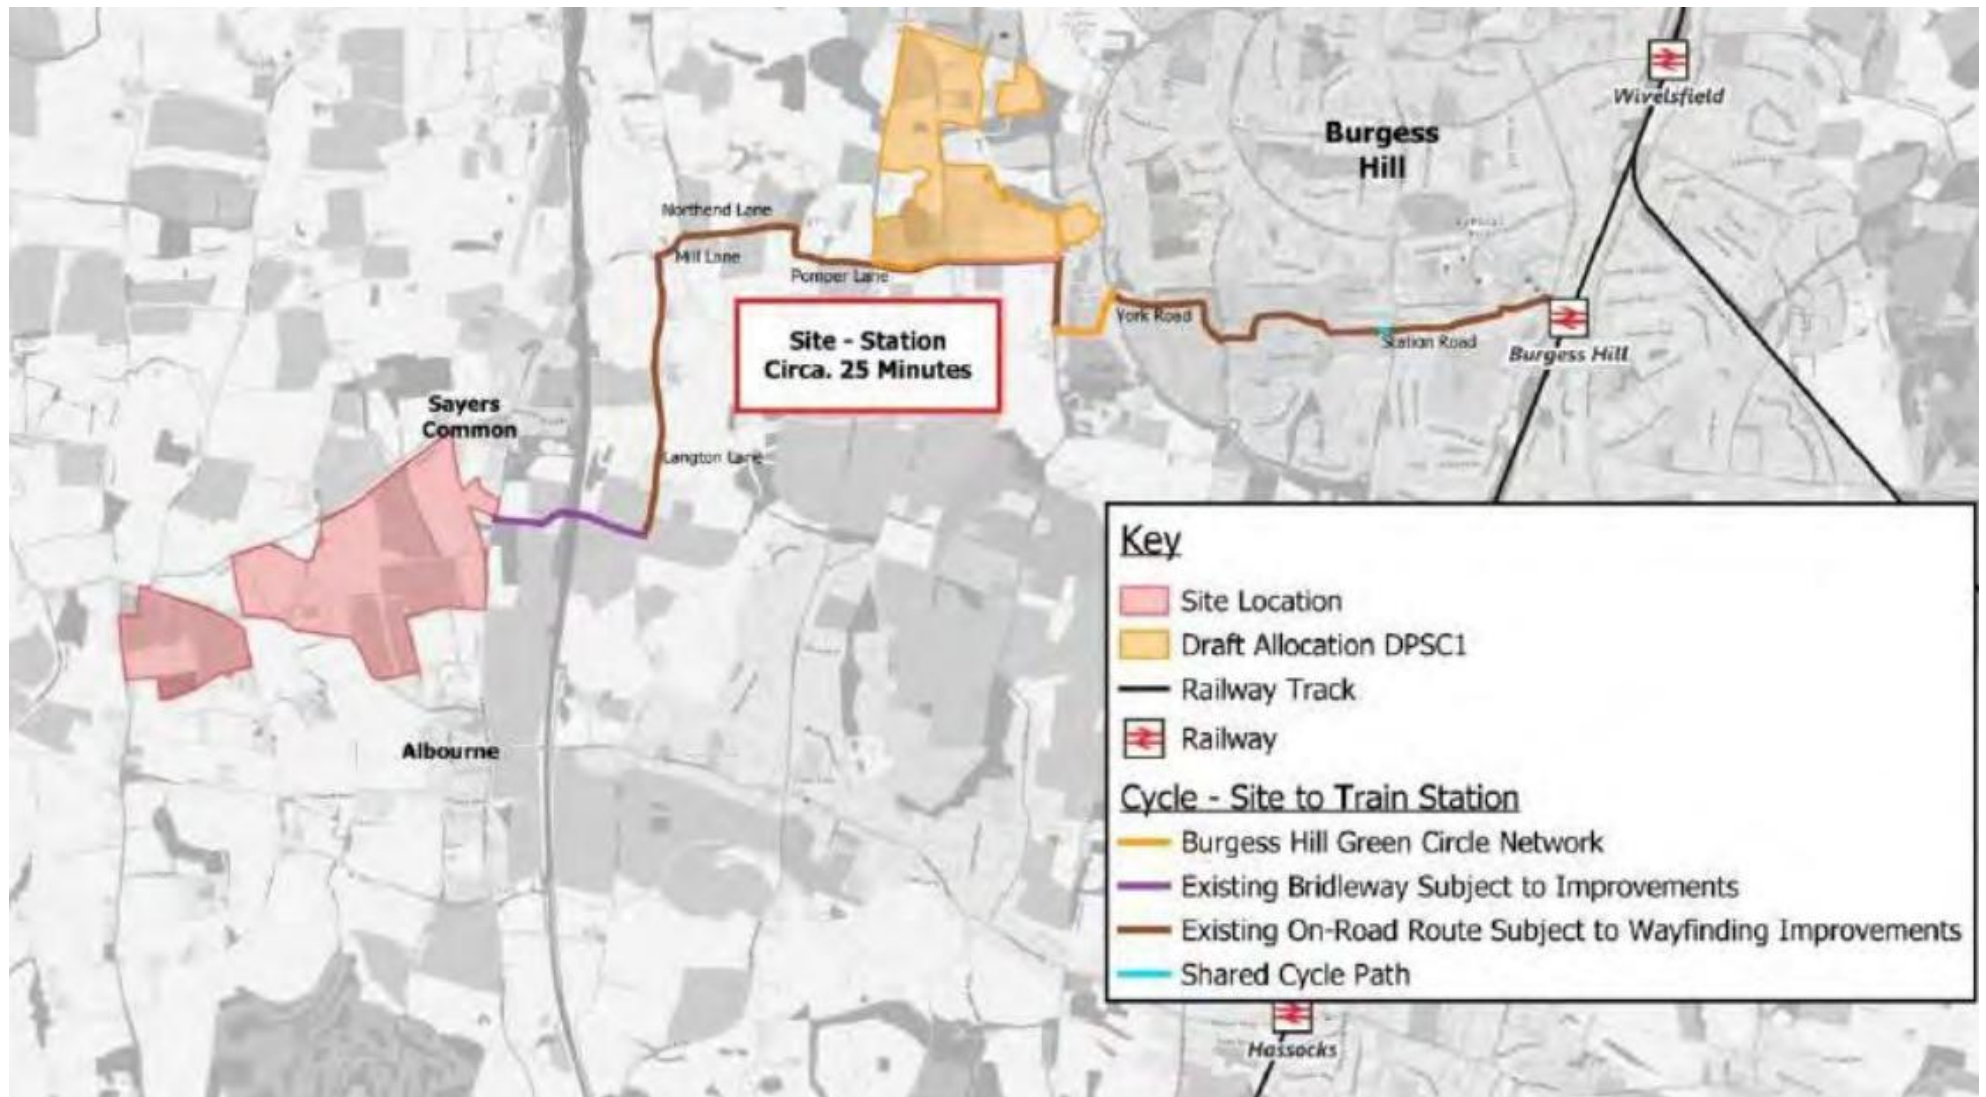 Wivelsfield
Burgess
Hill
Northend Lane
Mill Lane
Pomper Lane
York Road
Station Road
Burgess Hill
Site - Station
Circa. 25 Minutes
Sayers
Common
Langton Lane
Albourne
Key
Site Location
Draft Allocation DPSC1
Railway Track
Railway
Cycle - Site to Train Station
Burgess Hill Green Circle Network
Existing Bridleway Subject to Improvements
Existing On-Road Route Subject to Wayfinding Improvements
Shared Cycle Path
Hassocks